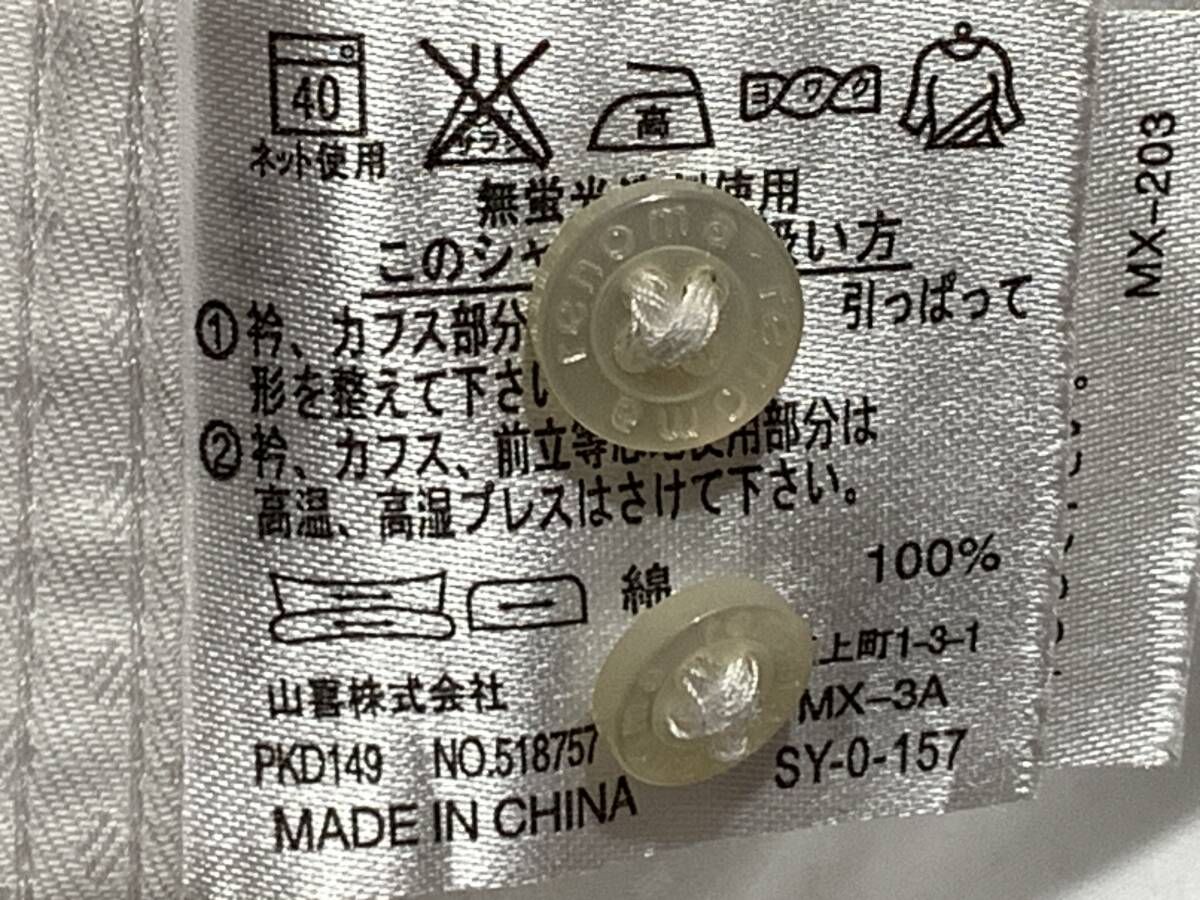 40
ネット使用
高
ヨワク
無蛍光 使用
このシャ 扱い方
① 衿、カフス部分 引っぱって
形を整えて下さい
② 衿、カフス、前立等 使用部分は
高温、高湿プレスはさけて下さい。
綿 100%
上町1-3-1
山喜株式会社
MX-3A
PKD149 NO.518757
SY-0-157
MADE IN CHINA
MX-203